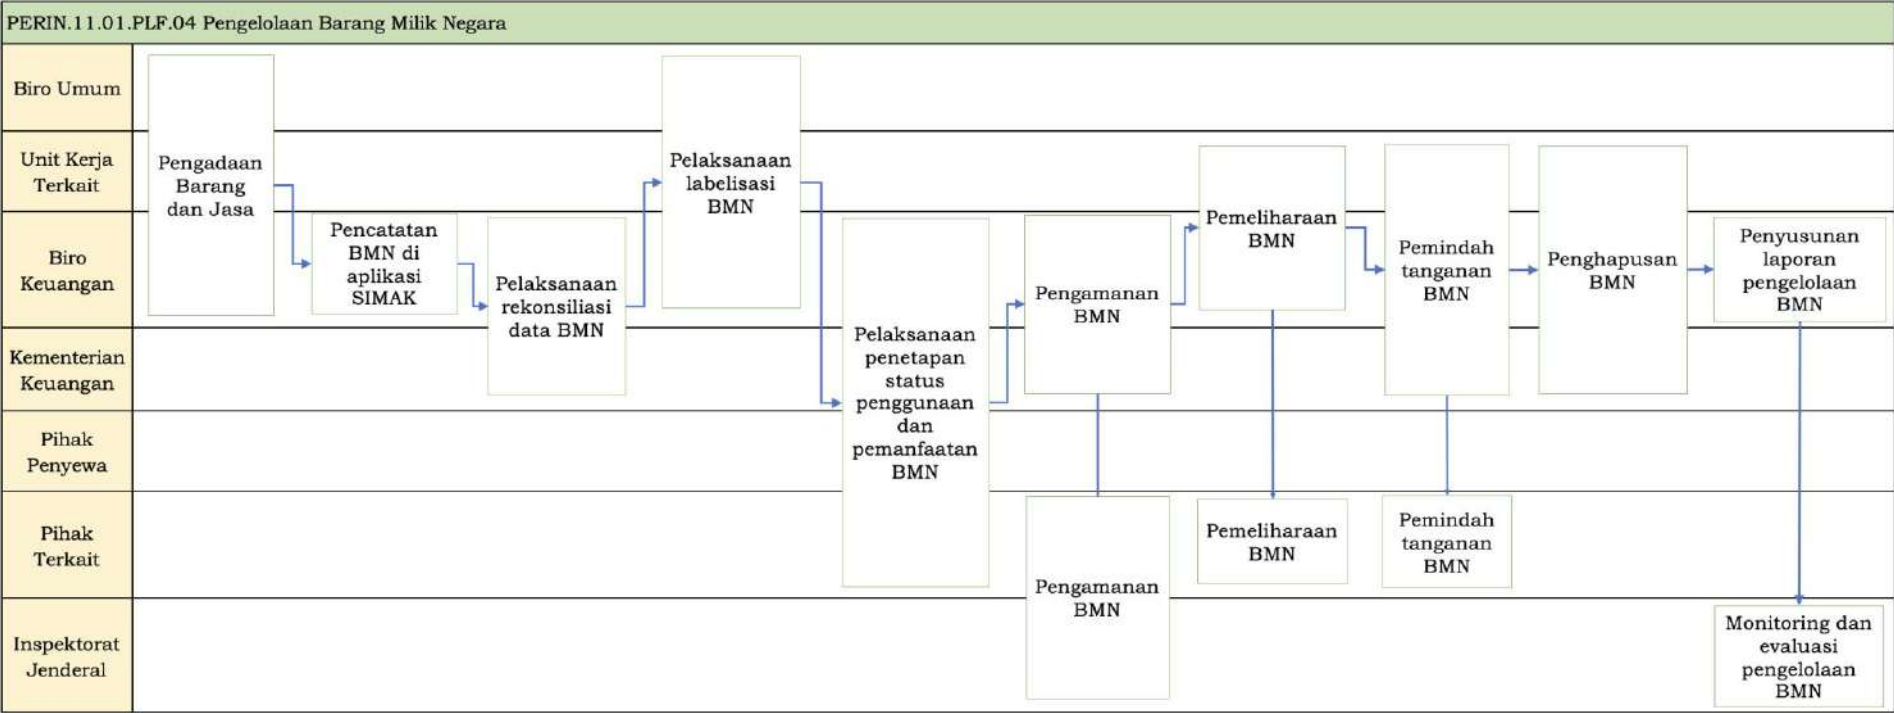 PERIN.11.01.PLF.04 Pengelolaan Barang Milik Negara
Biro Umum
Unit Kerja
Terkait
Biro
Keuangan
Kementerian
Keuangan
Pihak
Penyewa
Pihak
Terkait
Inspektorat
Jenderal
Pengadaan
Barang
dan Jasa
Pencatatan
BMN di
aplikasi
SIMAK
Pelaksanaan
rekonsiliasi
data BMN
Pelaksanaan
labelisasi
BMN
Pelaksanaan
penetapan
status
penggunaan
dan
pemanfaatan
BMN
Pengamanan
BMN
Pengamanan
BMN
Pemeliharaan
BMN
Pemeliharaan
BMN
Pemindah
tanganan
BMN
Pemindah
tanganan
BMN
Penghapusan
BMN
Penyusunan
laporan
pengelolaan
BMN
Monitoring dan
evaluasi
pengelolaan
BMN